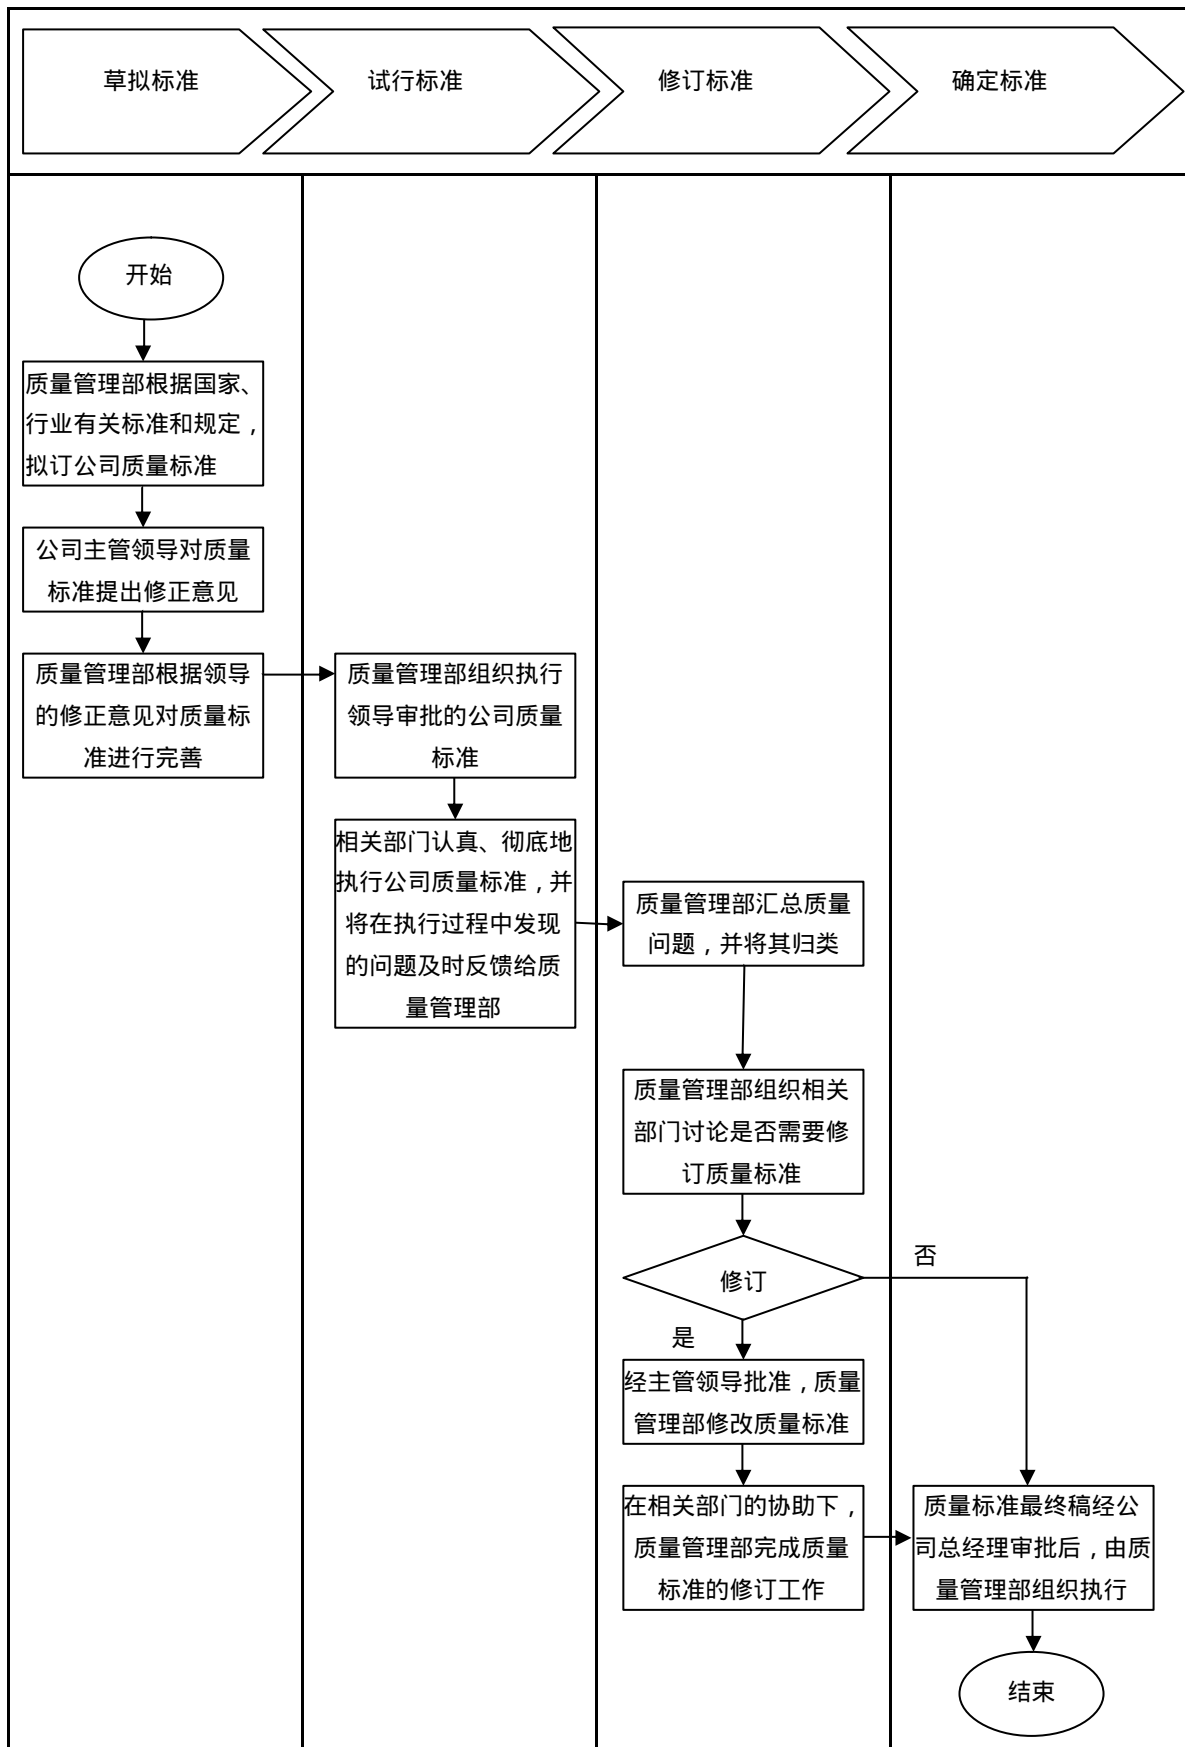 草拟标准
试行标准
修订标准
确定标准
开始
质量管理部根据国家、
行业有关标准和规定，
拟订公司质量标准
公司主管领导对质量
标准提出修正意见
质量管理部根据领导
的修正意见对质量标
准进行完善
质量管理部组织执行
领导审批的公司质量
标准
相关部门认真、彻底地
执行公司质量标准，并
将在执行过程中发现
的问题及时反馈给质
量管理部
质量管理部汇总质量
问题，并将其归类
质量管理部组织相关
部门讨论是否需要修
订质量标准
修订
否
是
经主管领导批准，质量
管理部修改质量标准
在相关部门的协助下，
质量管理部完成质量
标准的修订工作
质量标准最终稿经公
司总经理审批后，由质
量管理部组织执行
结束